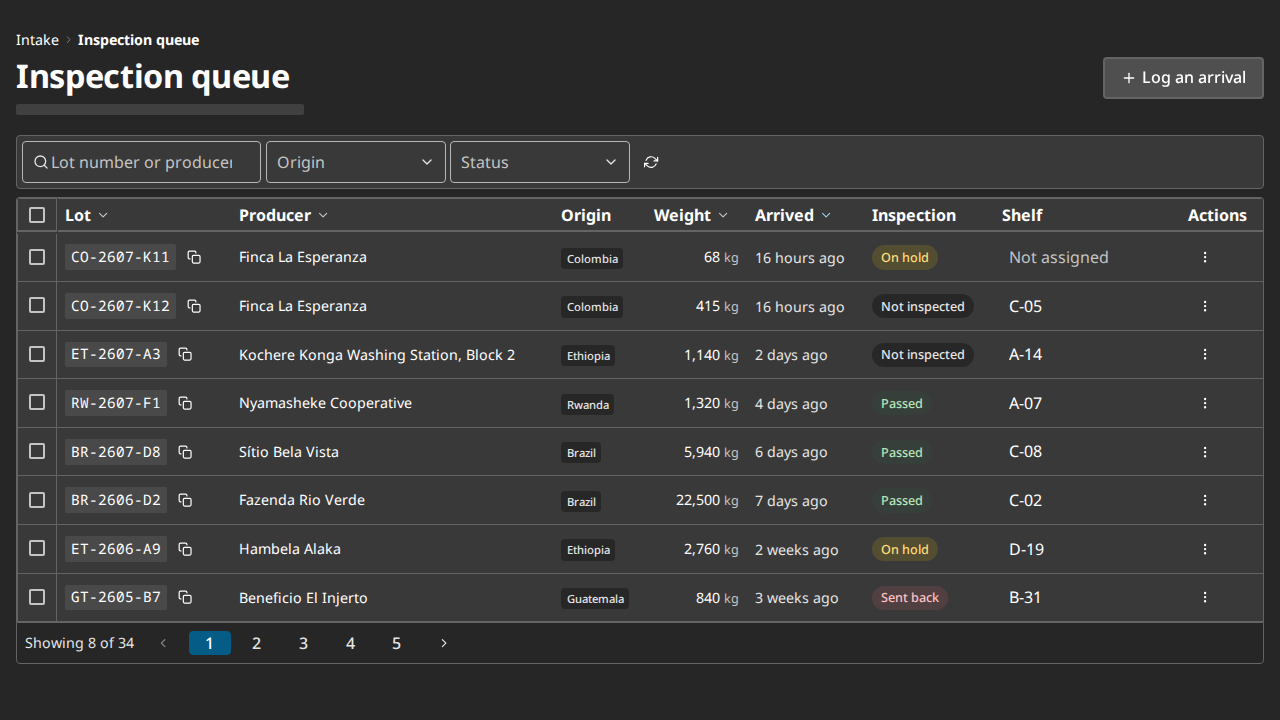 Intake
Inspection queue
Inspection queue
Log an arrival
Lot number or producer
Origin
Status
Lot Producer Origin Weight Arrived Inspection Shelf Actions
CO-2607-K11 Finca La Esperanza Colombia 68 kg 16 hours ago On hold Not assigned
CO-2607-K12 Finca La Esperanza Colombia 415 kg 16 hours ago Not inspected C-05
ET-2607-A3 Kochere Konga Washing Station, Block 2 Ethiopia 1,140 kg 2 days ago Not inspected A-14
RW-2607-F1 Nyamasheke Cooperative Rwanda 1,320 kg 4 days ago Passed A-07
BR-2607-D8 Sítio Bela Vista Brazil 5,940 kg 6 days ago Passed C-08
BR-2606-D2 Fazenda Rio Verde Brazil 22,500 kg 7 days ago Passed C-02
ET-2606-A9 Hambela Alaka Ethiopia 2,760 kg 2 weeks ago On hold D-19
GT-2605-B7 Beneficio El Injerto Guatemala 840 kg 3 weeks ago Sent back B-31
Showing 8 of 34 1 2 3 4 5